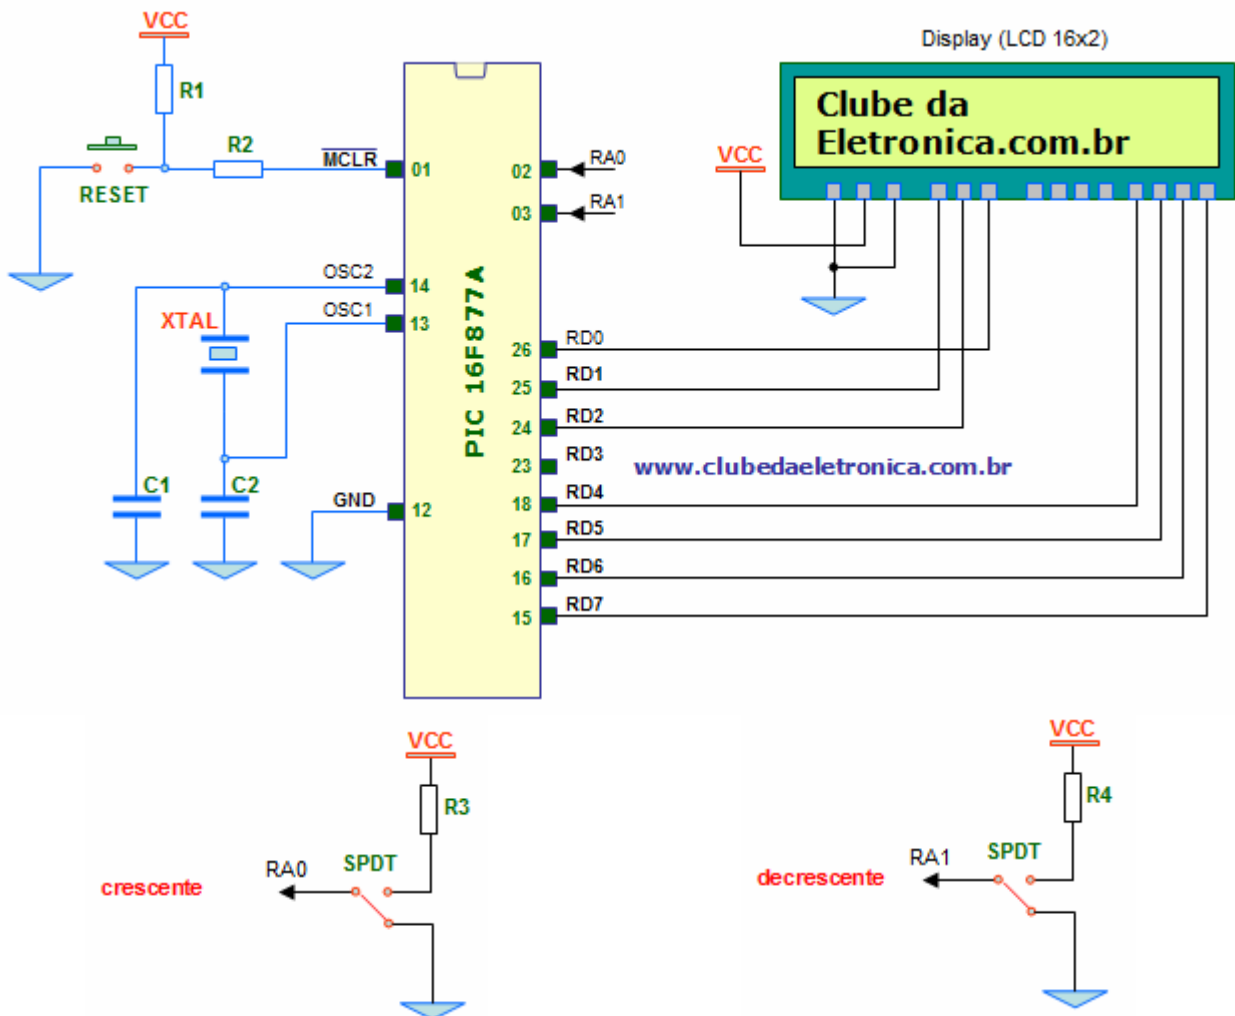 VCC
Display (LCD 16x2)
R1
Clube da
Eletronica.com.br
R2
MCLR
01
02
RA0
VCC
RESET
03
RA1
OSC2
14
XTAL
OSC1
13
PIC 16F877A
26
RD0
25
RD1
24
RD2
23
RD3
www.clubedaeletronica.com.br
C1
C2
GND
12
18
RD4
17
RD5
16
RD6
15
RD7
VCC
R3
RA0
SPDT
crescente
VCC
R4
RA1
SPDT
decrescente